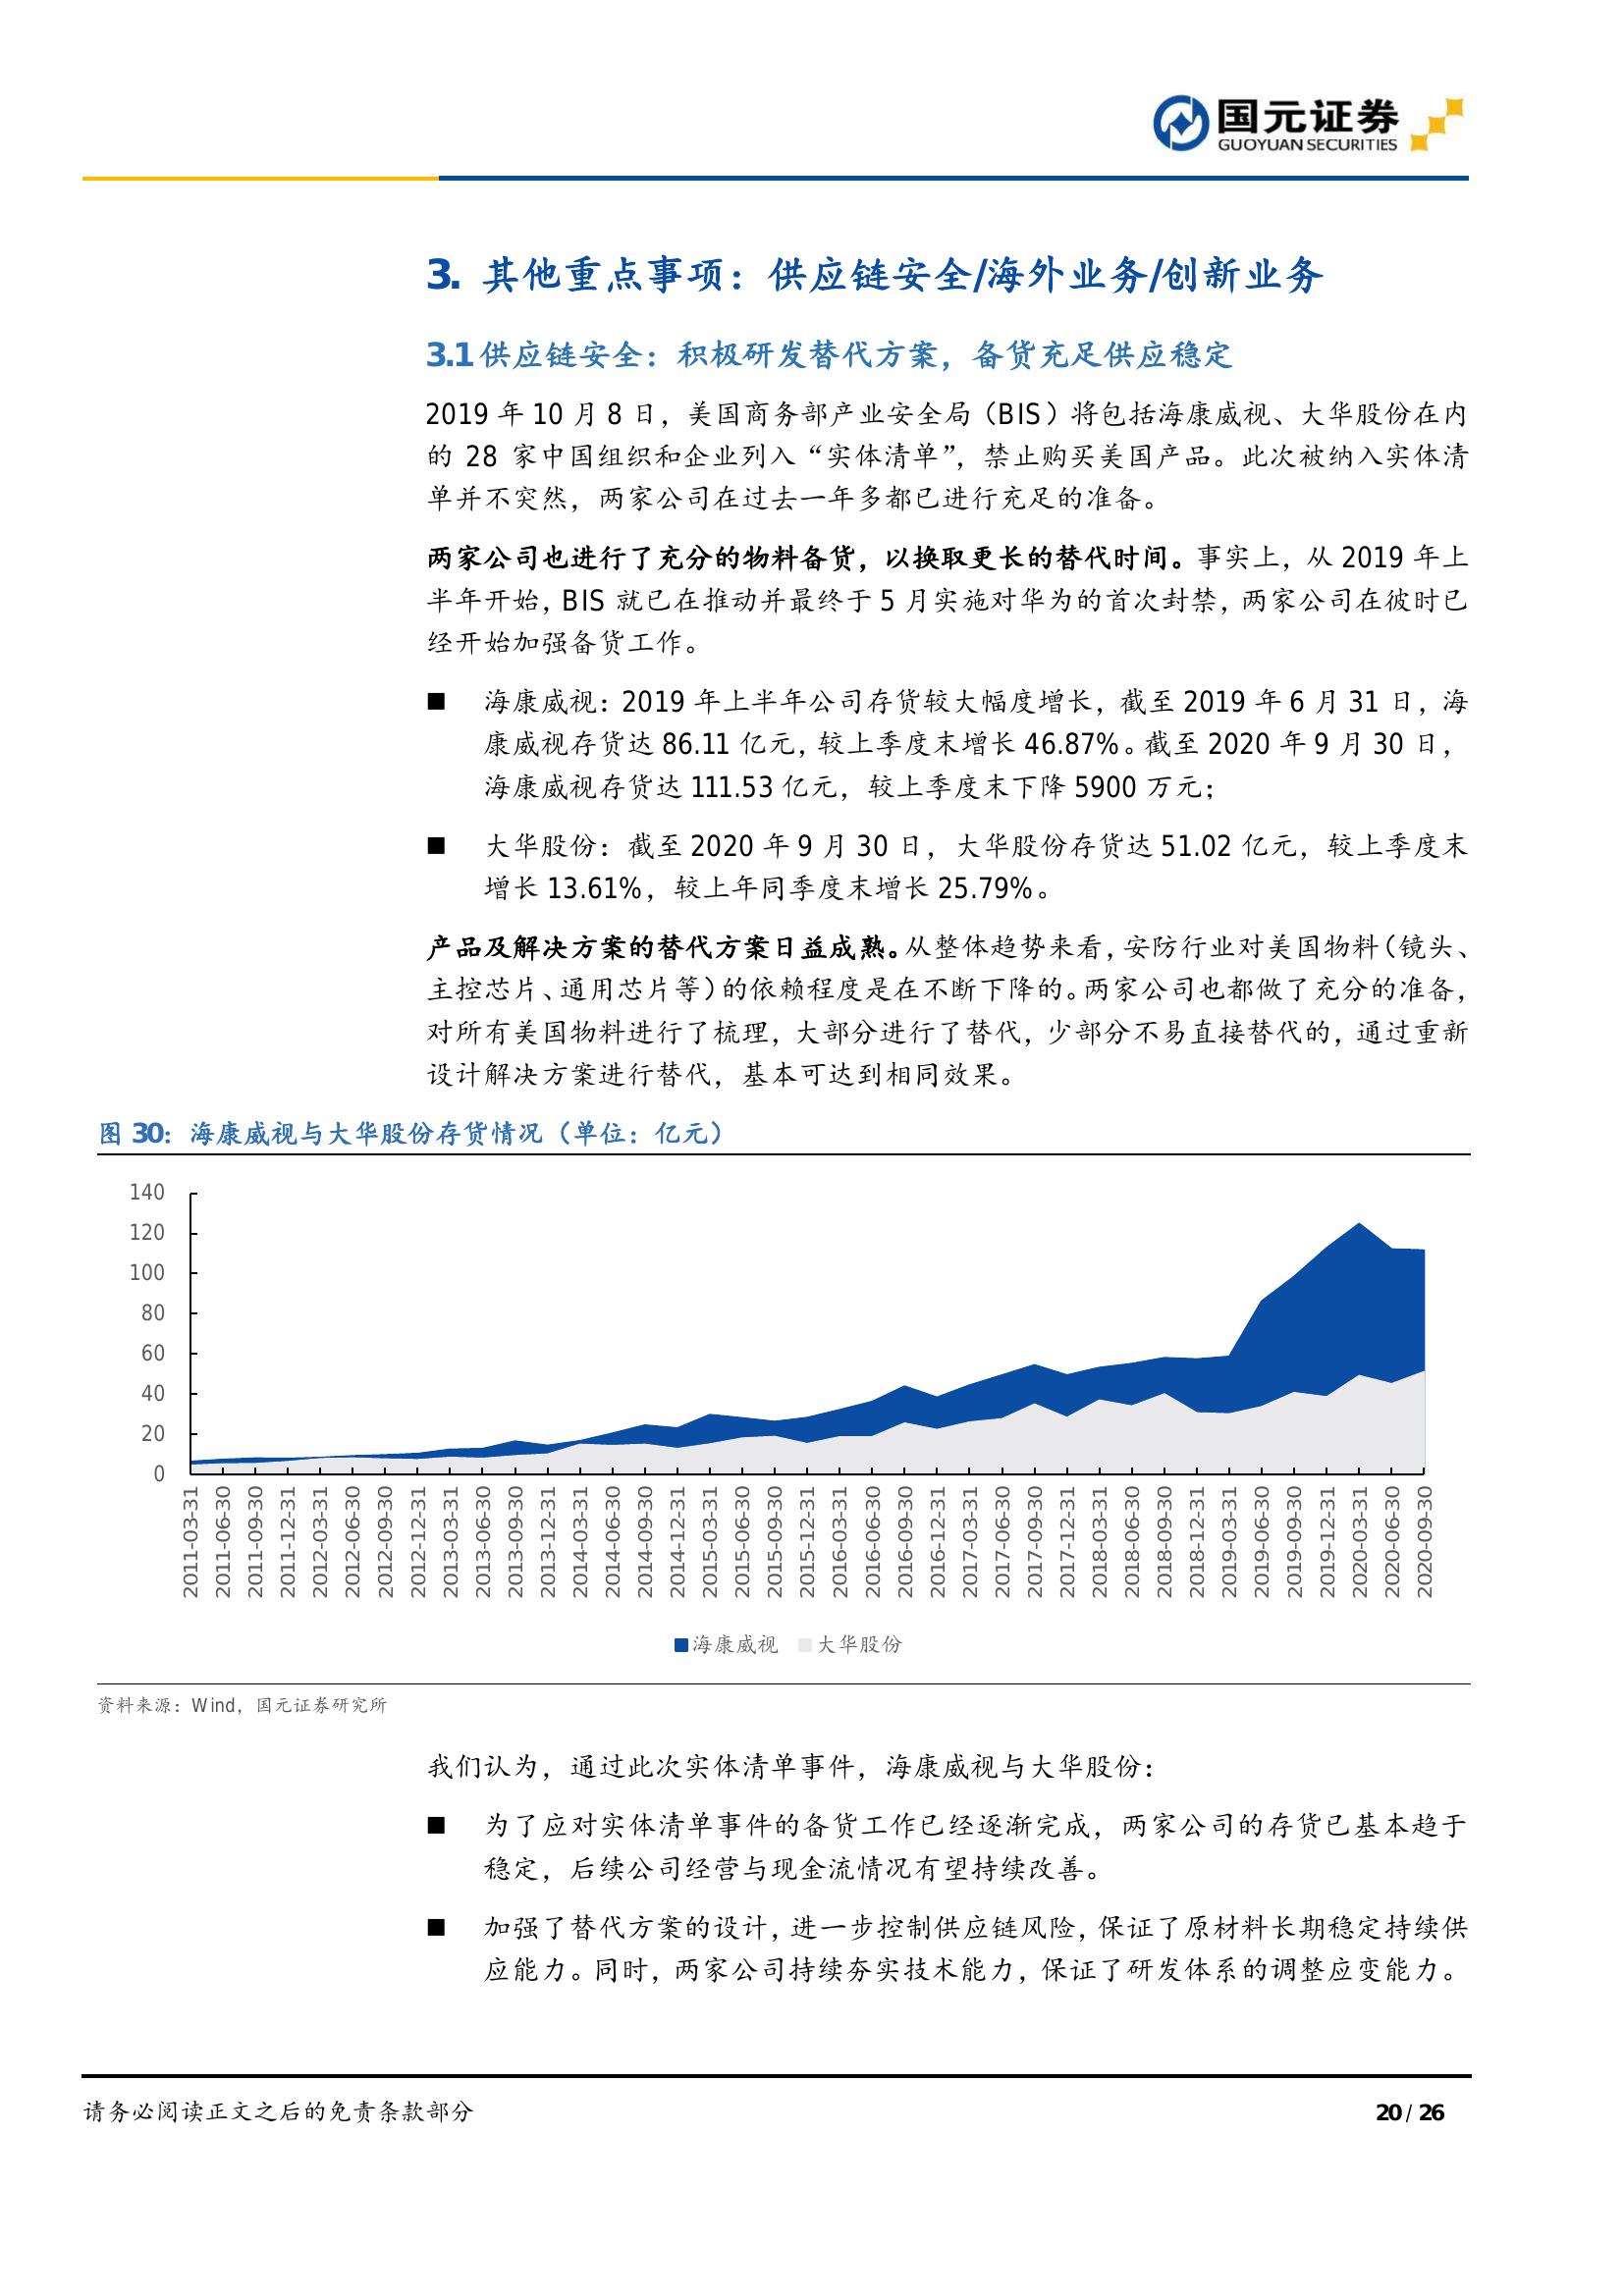 国元证券
GUOYUAN SECURITIES
3. 其他重点事项：供应链安全/海外业务/创新业务
3.1 供应链安全：积极研发替代方案，备货充足供应稳定
2019 年 10 月 8 日，美国商务部产业安全局（BIS）将包括海康威视、大华股份在内
的 28 家中国组织和企业列入“实体清单”，禁止购买美国产品。此次被纳入实体清
单并不突然，两家公司在过去一年多都已进行充足的准备。
两家公司也进行了充分的物料备货，以换取更长的替代时间。事实上，从 2019 年上
半年开始，BIS 就已在推动并最终于 5 月实施对华为的首次封禁，两家公司在彼时已
经开始加强备货工作。
■ 海康威视：2019 年上半年公司存货较大幅度增长，截至 2019 年 6 月 31 日，海
康威视存货达 86.11 亿元，较上季度末增长 46.87%。截至 2020 年 9 月 30 日，
海康威视存货达 111.53 亿元，较上季度末下降 5900 万元；
■ 大华股份：截至 2020 年 9 月 30 日，大华股份存货达 51.02 亿元，较上季度末
增长 13.61%，较上年同季度末增长 25.79%。
产品及解决方案的替代方案日益成熟。从整体趋势来看，安防行业对美国物料（镜头、
主控芯片、通用芯片等）的依赖程度是在不断下降的。两家公司也都做了充分的准备，
对所有美国物料进行了梳理，大部分进行了替代，少部分不易直接替代的，通过重新
设计解决方案进行替代，基本可达到相同效果。
图 30：海康威视与大华股份存货情况（单位：亿元）
140
120
100
80
60
40
20
0
2011-03-31
2011-06-30
2011-09-30
2011-12-31
2012-03-31
2012-06-30
2012-09-30
2012-12-31
2013-03-31
2013-06-30
2013-09-30
2013-12-31
2014-03-31
2014-06-30
2014-09-30
2014-12-31
2015-03-31
2015-06-30
2015-09-30
2015-12-31
2016-03-31
2016-06-30
2016-09-30
2016-12-31
2017-03-31
2017-06-30
2017-09-30
2017-12-31
2018-03-31
2018-06-30
2018-09-30
2018-12-31
2019-03-31
2019-06-30
2019-09-30
2019-12-31
2020-03-31
2020-06-30
2020-09-30
海康威视 大华股份
资料来源：Wind，国元证券研究所
我们认为，通过此次实体清单事件，海康威视与大华股份：
■ 为了应对实体清单事件的备货工作已经逐渐完成，两家公司的存货已基本趋于
稳定，后续公司经营与现金流情况有望持续改善。
■ 加强了替代方案的设计，进一步控制供应链风险，保证了原材料长期稳定持续供
应能力。同时，两家公司持续夯实技术能力，保证了研发体系的调整应变能力。
请务必阅读正文之后的免责条款部分 20 / 26